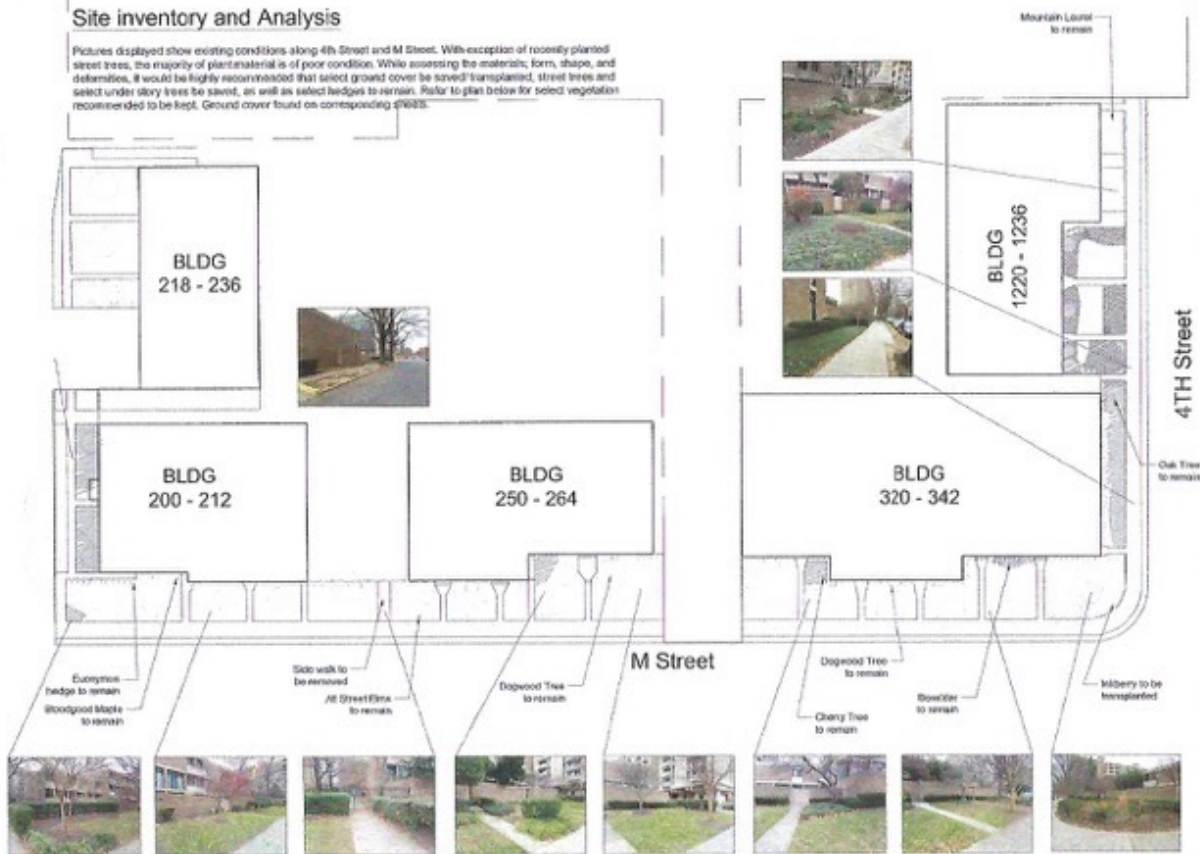 Site inventory and Analysis
Pictures displayed show existing conditions along 4th Street and M Street. With exception of recently planted
street trees, the majority of plant material is of poor condition. While assessing the materials; form, shape, and
deformities, it would be highly recommended that select ground cover be saved/transplanted, street trees and
select under story trees be saved, as well as select hedges to remain. Refer to plan below for select vegetation
recommended to be kept. Ground cover found on corresponding sheets.
Mountain Laurel
to remain
BLDG
218 - 236
BLDG
1220 - 1236
4TH Street
BLDG
200 - 212
BLDG
250 - 264
BLDG
320 - 342
Oak Tree
to remain
M Street
Euonymus
hedge to remain
Bloodgood Maple
to remain
Side walk to
be removed
All Street Elms
to remain
Dogwood Tree
to remain
Cherry Tree
to remain
Dogwood Tree
to remain
to remain
Inkberry to be
transplanted